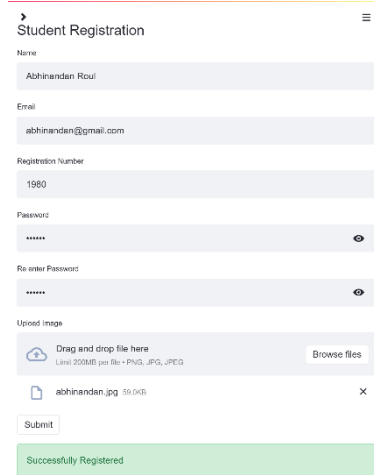 Student Registration
Name
Abhinandan Roul
Email
abhinandan@gmail.com
Registration Number
1980
Password
••••••
Re enter Password
••••••
Upload Image
Drag and drop file here
Limit 200MB per file • PNG, JPG, JPEG
Browse files
abhinandan.jpg 59.0KB
Submit
Successfully Registered